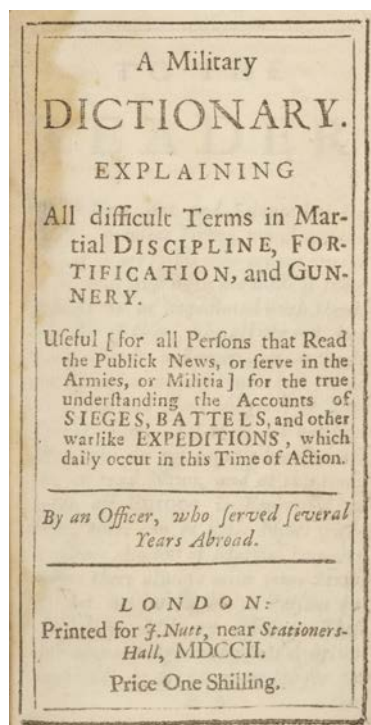 A Military
DICTIONARY.
EXPLAINING
All difficult Terms in Mar-
tial DISCIPLINE, FOR-
TIFICATION, and GUN-
NERY.
Uſeful [for all Perſons that Read
the Publick News, or ſerve in the
Armies, or Militia] for the true
underſtanding the Accounts of
SIEGES, BATTELS, and other
warlike EXPEDITIONS, which
daily occur in this Time of Action.
By an Officer, who ſerved ſeveral
Years Abroad.
LONDON:
Printed for J. Nutt, near Stationers-
Hall, MDCCII.
Price One Shilling.